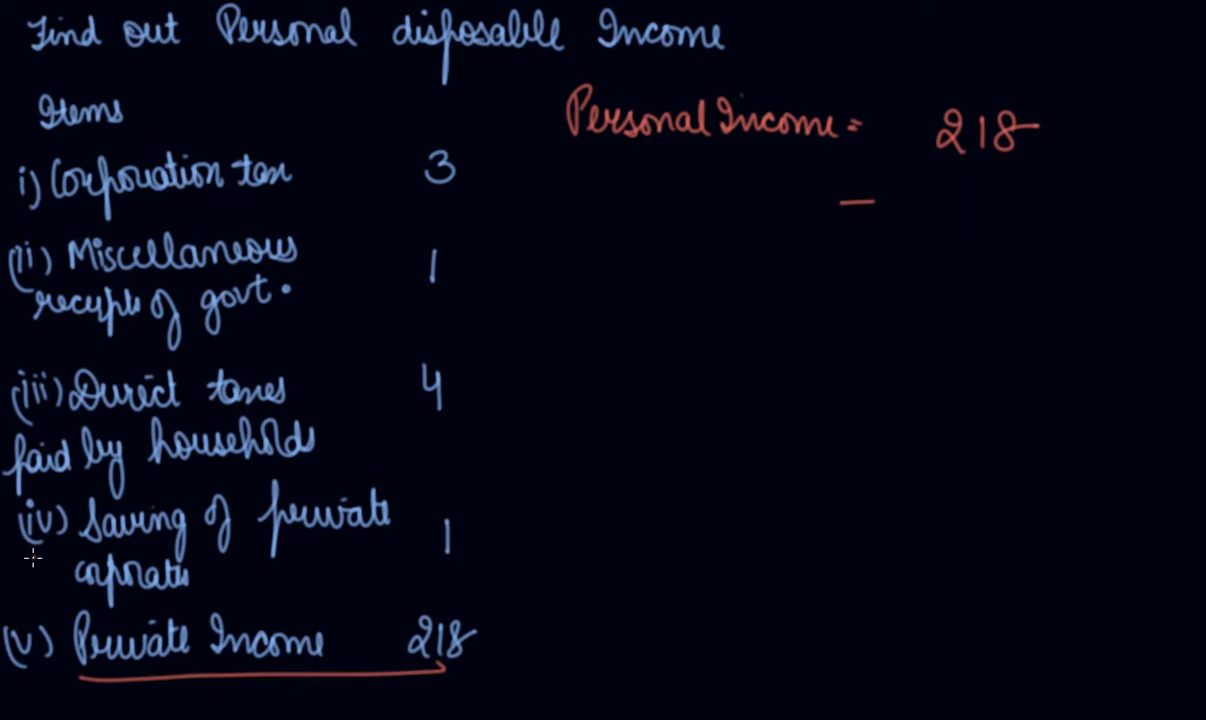 Find out Personal disposable Income
Items
Personal Income = 218
i) Corporation tax 3
(ii) Miscellaneous 1
receipts of govt.
(iii) Direct taxes 4
paid by households
(iv) Saving of private 1
corporates
(v) Private Income 218